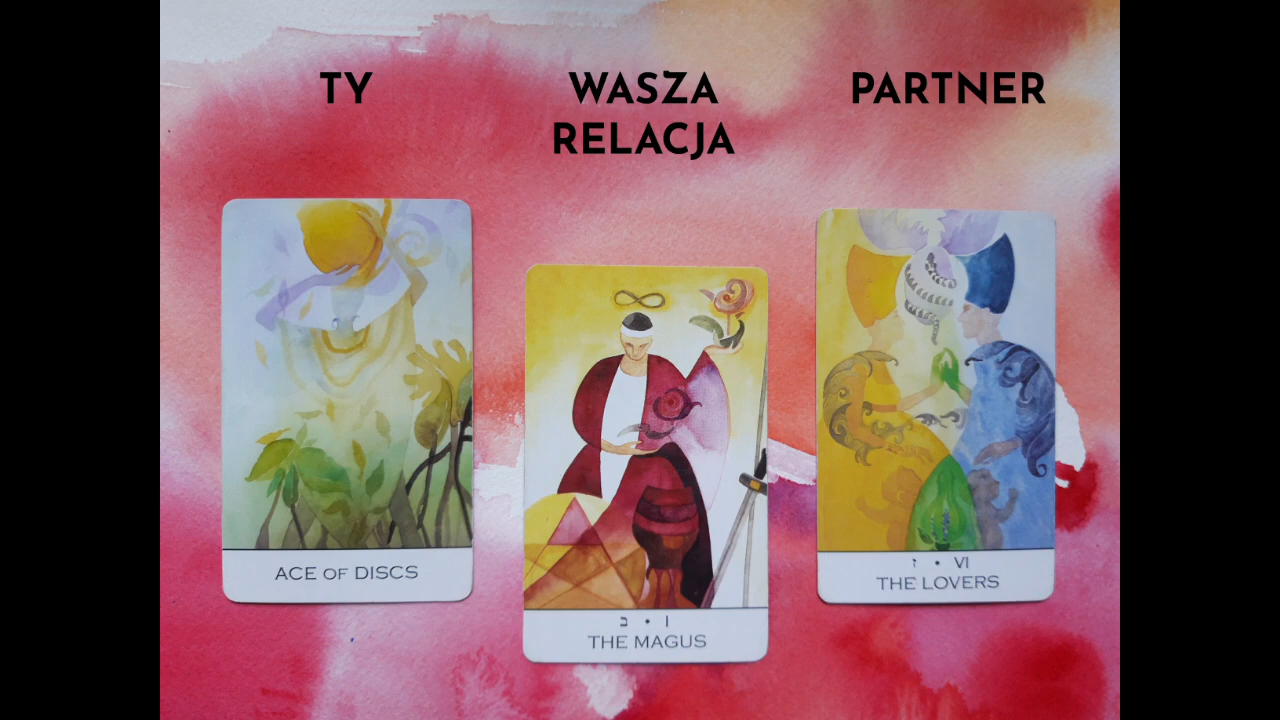 TY
WASZA
RELACJA
PARTNER
ACE OF DISCS
ב • I
THE MAGUS
ז • VI
THE LOVERS